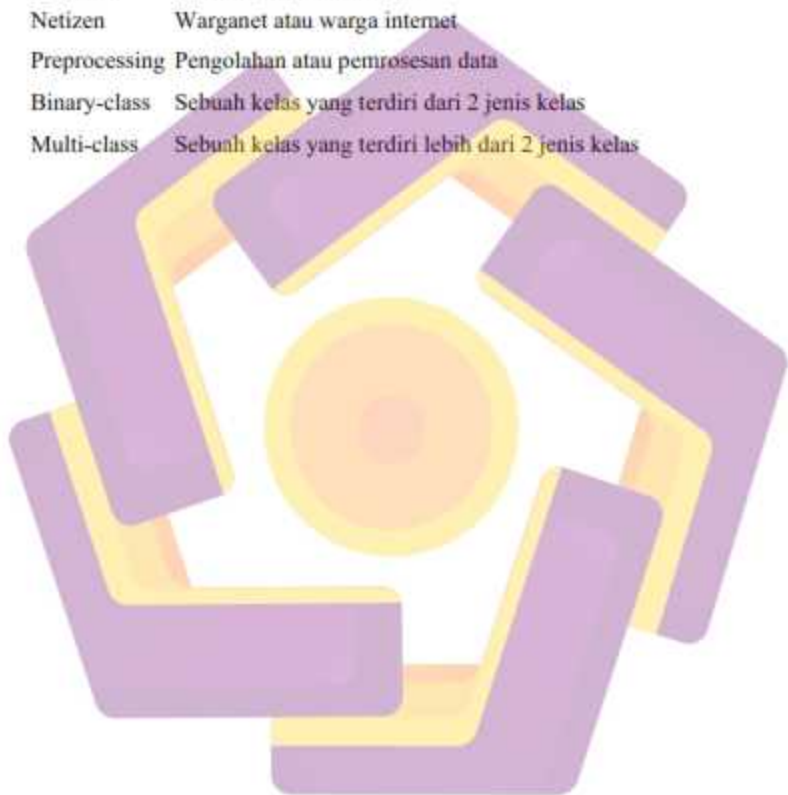 Netizen Warganet atau warga internet
Preprocessing Pengolahan atau pemrosesan data
Binary-class Sebuah kelas yang terdiri dari 2 jenis kelas
Multi-class Sebuah kelas yang terdiri lebih dari 2 jenis kelas